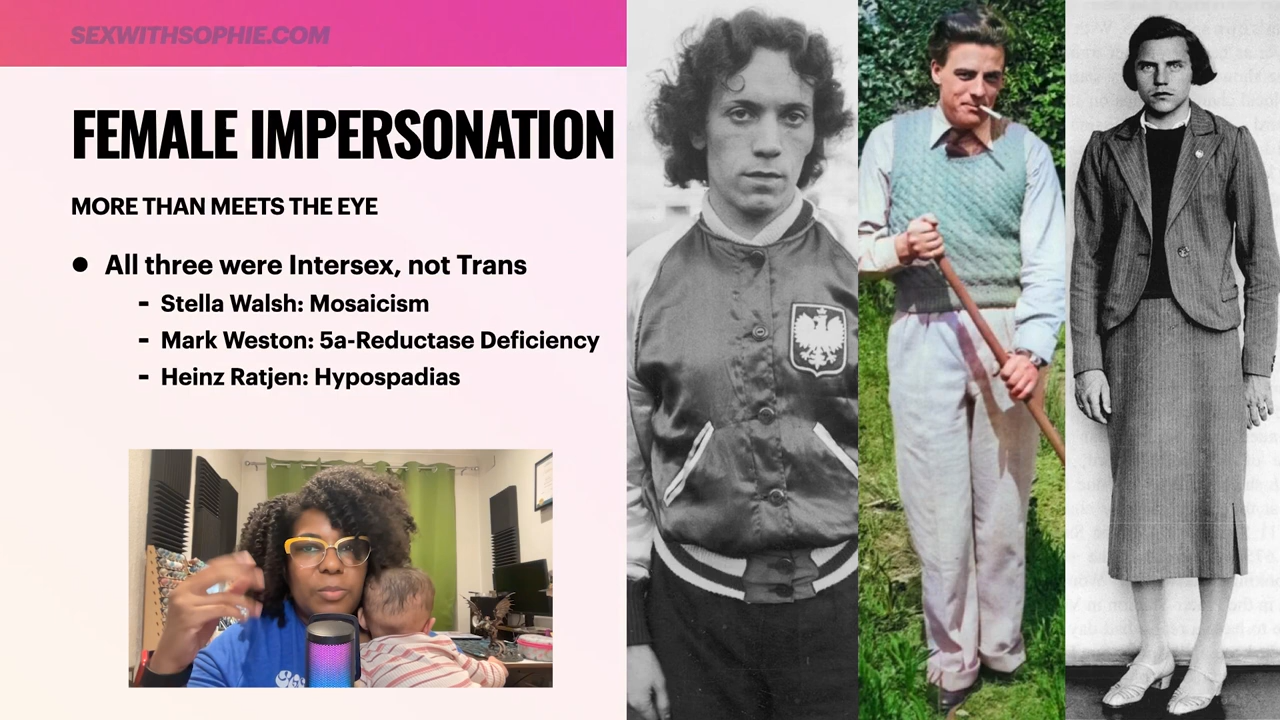 SEXWITHSOPHIE.COM
FEMALE IMPERSONATION
MORE THAN MEETS THE EYE
● All three were Intersex, not Trans
- Stella Walsh: Mosaicism
- Mark Weston: 5a-Reductase Deficiency
- Heinz Ratjen: Hypospadias